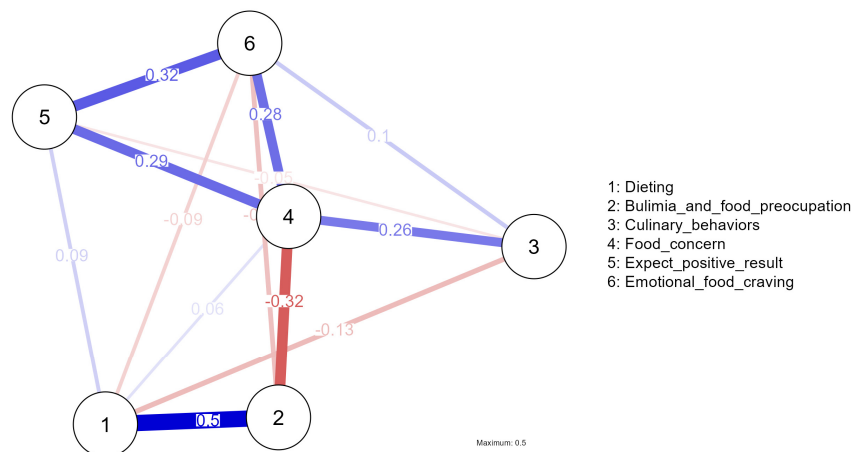 6
0.32
5
0.28
0.1
0.29
-0.05
1: Dieting
2: Bulimia_and_food_preocupation
3: Culinary_behaviors
4: Food_concern
5: Expect_positive_result
6: Emotional_food_craving
-0.09
4
0.26
3
0.09
0.06
-0.32
-0.13
1
0.5
2
Maximum: 0.5